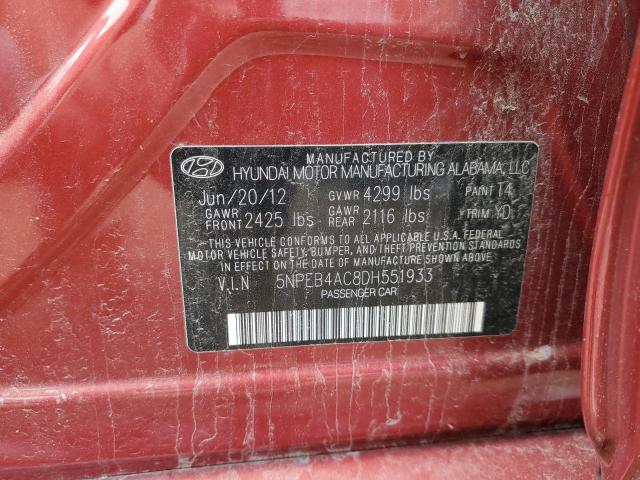 MANUFACTURED BY
HYUNDAI MOTOR MANUFACTURING ALABAMA, LLC
Jun/20/12 GVWR 4299 lbs PAINT T4
GAWR FRONT 2425 lbs GAWR REAR 2116 lbs TRIM YD
THIS VEHICLE CONFORMS TO ALL APPLICABLE U.S.A. FEDERAL
MOTOR VEHICLE SAFETY, BUMPER, AND THEFT PREVENTION STANDARDS
IN EFFECT ON THE DATE OF MANUFACTURE SHOWN ABOVE.
V.I.N 5NPEB4AC8DH551933
PASSENGER CAR